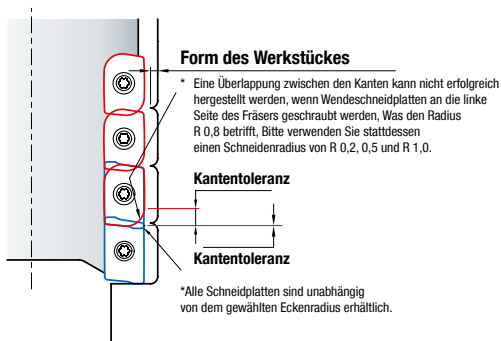 Form des Werkstückes
* Eine Überlappung zwischen den Kanten kann nicht erfolgreich
hergestellt werden, wenn Wendeschneidplatten an die linke
Seite des Fräsers geschraubt werden, Was den Radius
R 0,8 betrifft, Bitte verwenden Sie stattdessen
einen Schneidenradius von R 0,2, 0,5 und R 1,0.
Kantentoleranz
Kantentoleranz
*Alle Schneidplatten sind unabhängig
von dem gewählten Eckenradius erhältlich.